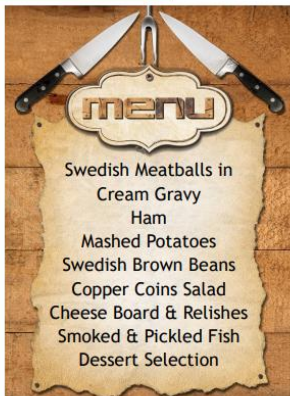 menu
Swedish Meatballs in
Cream Gravy
Ham
Mashed Potatoes
Swedish Brown Beans
Copper Coins Salad
Cheese Board & Relishes
Smoked & Pickled Fish
Dessert Selection